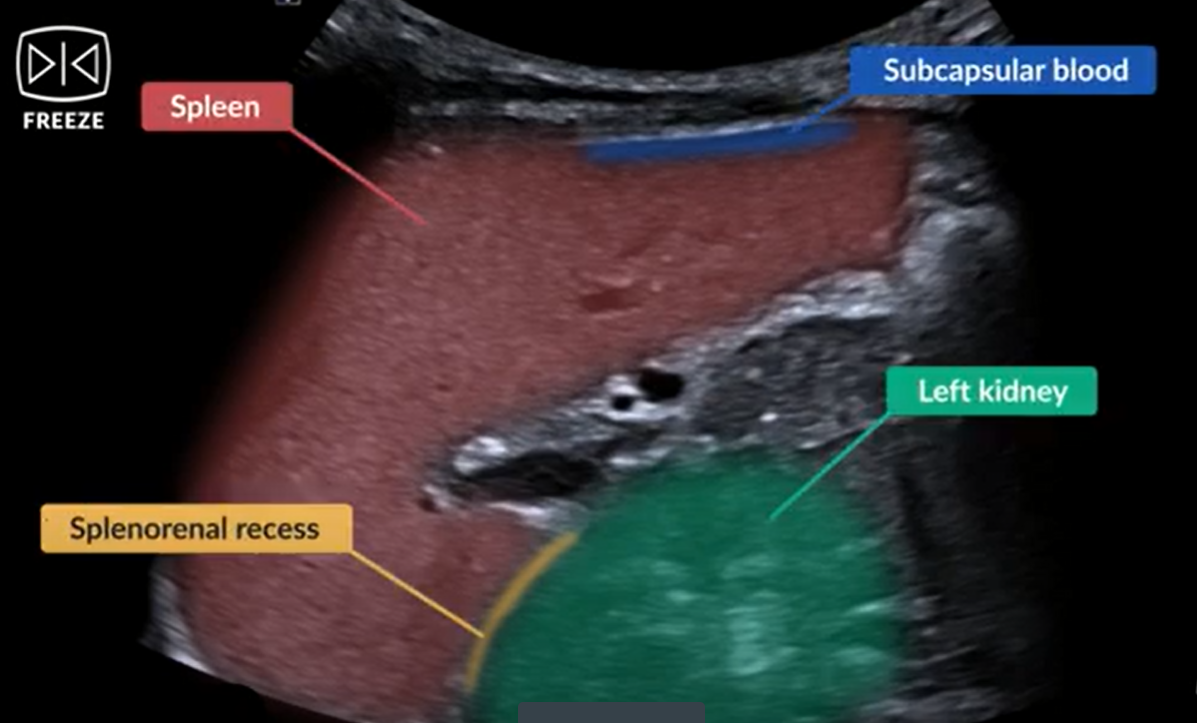 FREEZE
Spleen
Subcapsular blood
Left kidney
Splenorenal recess